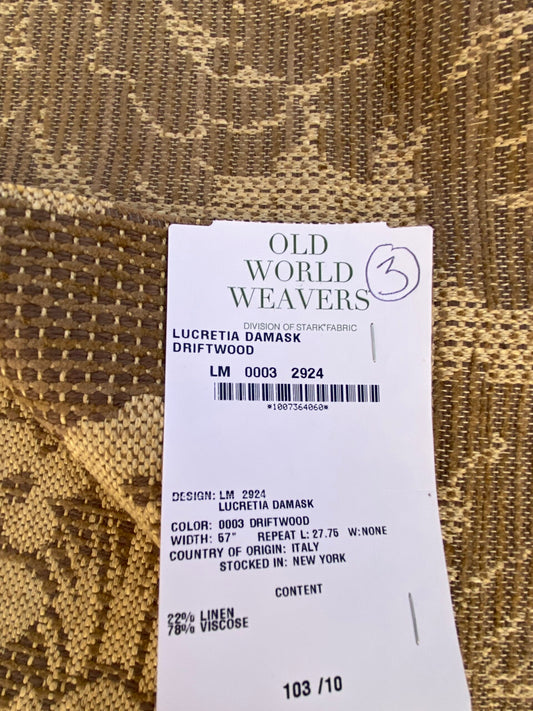 OLD
WORLD
WEAVERS
3
DIVISION OF STARK® FABRIC
LUCRETIA DAMASK
DRIFTWOOD
LM 0003 2924
*1007364060*
DESIGN: LM 2924
LUCRETIA DAMASK
COLOR: 0003 DRIFTWOOD
WIDTH: 57" REPEAT L: 27.75 W:NONE
COUNTRY OF ORIGIN: ITALY
STOCKED IN: NEW YORK
CONTENT
22% LINEN
78% VISCOSE
103 /10